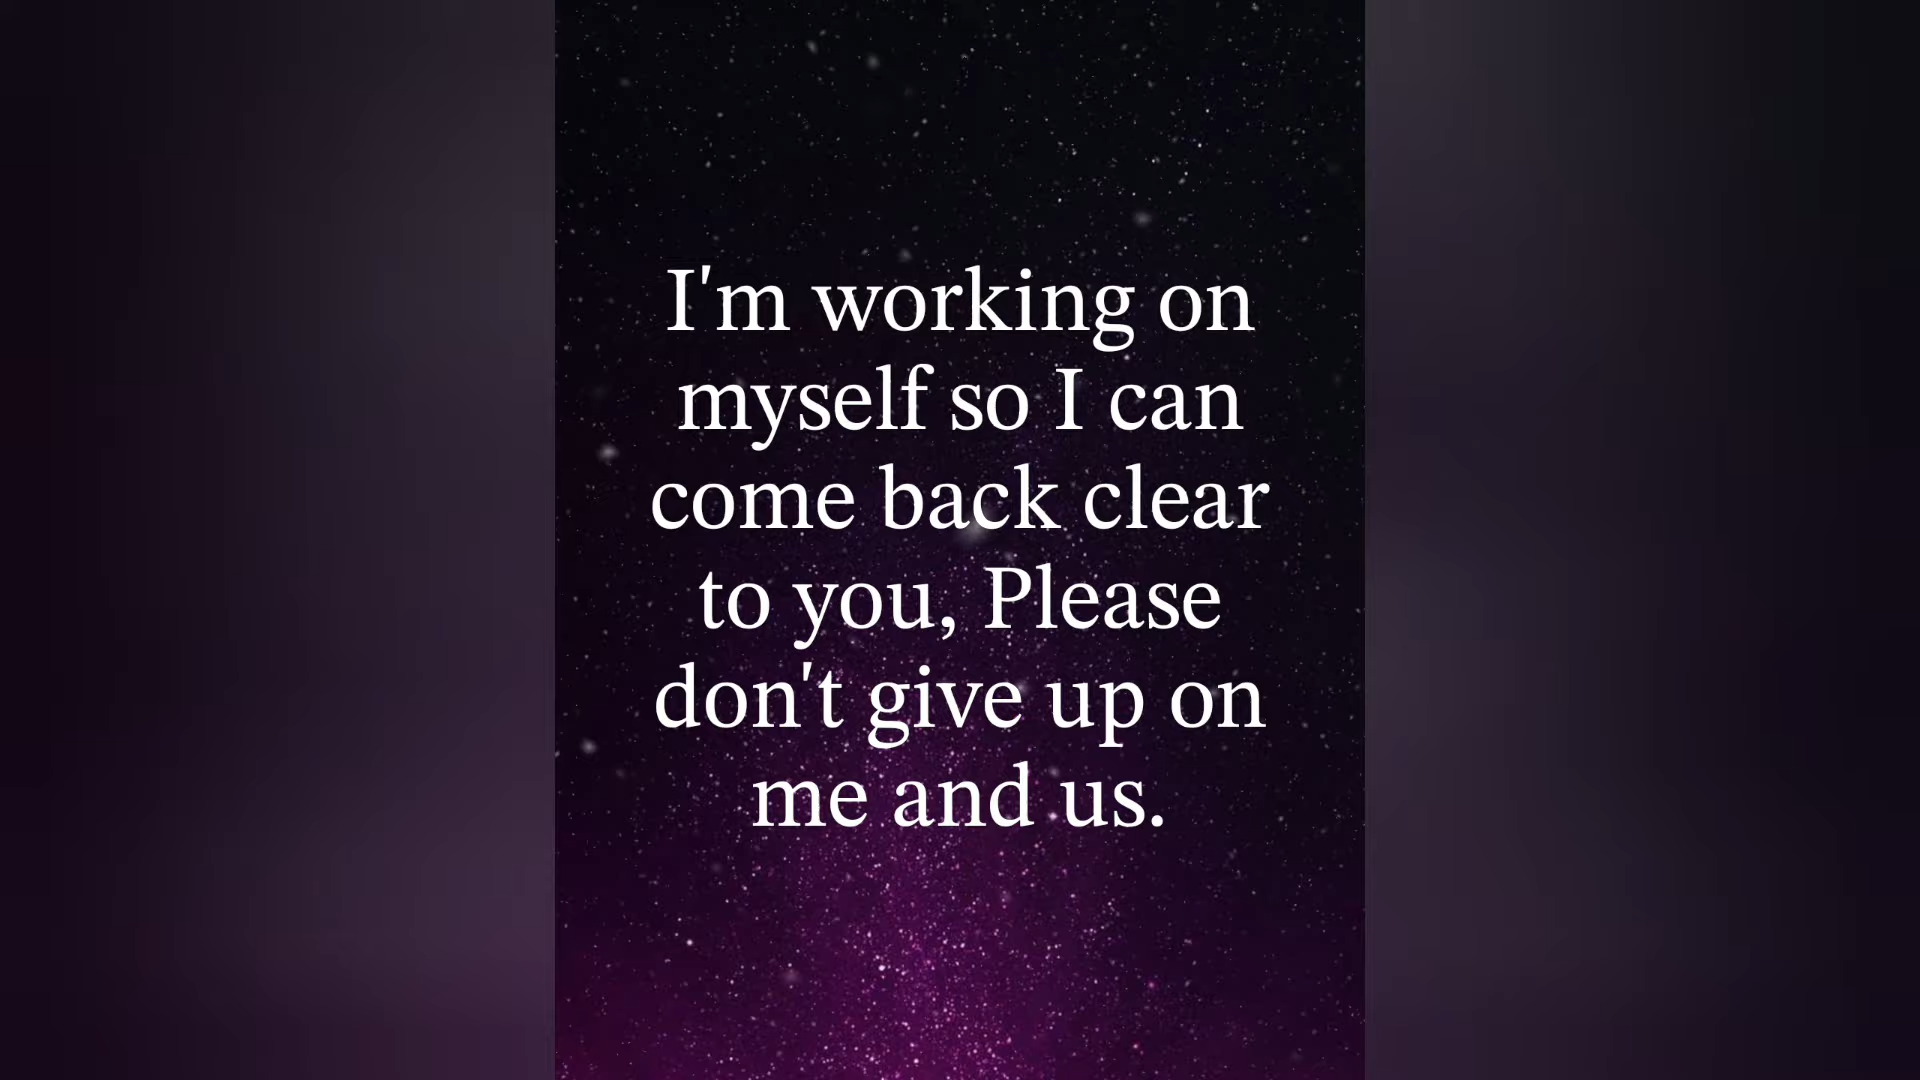 I'm working on
myself so I can
come back clear
to you, Please
don't give up on
me and us.